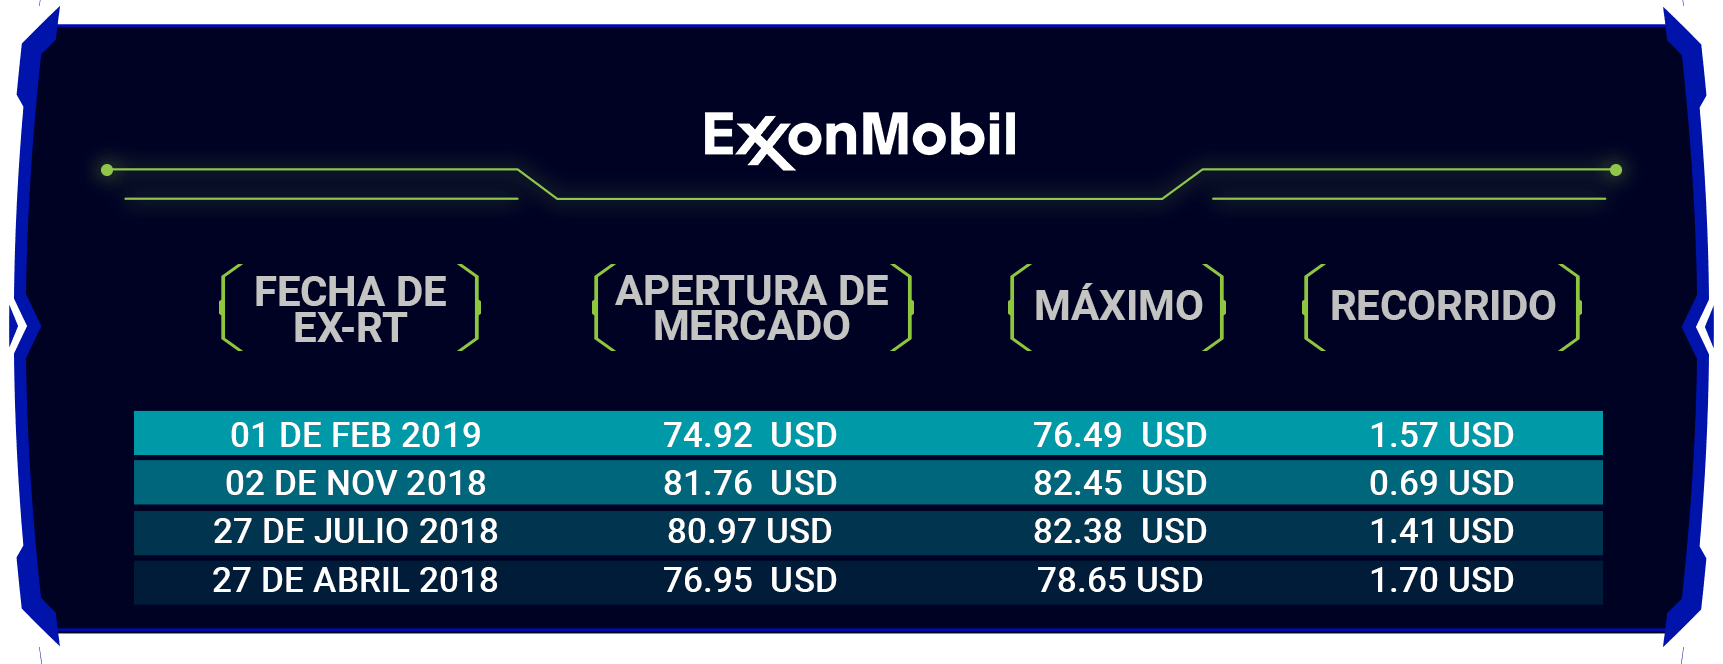 ExxonMobil
FECHA DE
EX-RT
APERTURA DE
MERCADO
MÁXIMO
RECORRIDO
01 DE FEB 2019 74.92 USD 76.49 USD 1.57 USD
02 DE NOV 2018 81.76 USD 82.45 USD 0.69 USD
27 DE JULIO 2018 80.97 USD 82.38 USD 1.41 USD
27 DE ABRIL 2018 76.95 USD 78.65 USD 1.70 USD